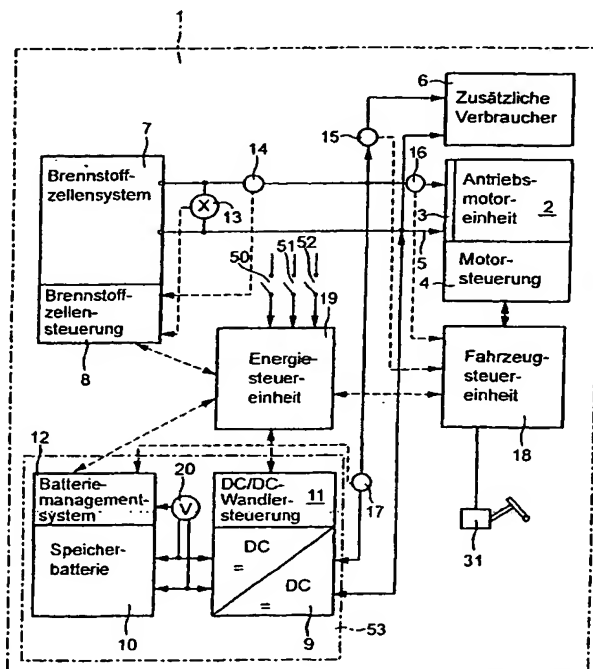 1
7
Brennstoff-
zellensystem
Brennstoff-
zellen-
steuerung
8
14
X
13
15
16
6
Zusätzliche
Verbraucher
Antriebs-
motor-
einheit
2
3
5
Motor-
steuerung
4
50
51
52
19
Energie-
steuer-
einheit
Fahrzeug-
steuer-
einheit
18
31
12
Batterie-
management-
system
Speicher-
batterie
10
20
V
DC/DC-
Wandler-
steuerung
11
DC
=
DC
=
9
17
53